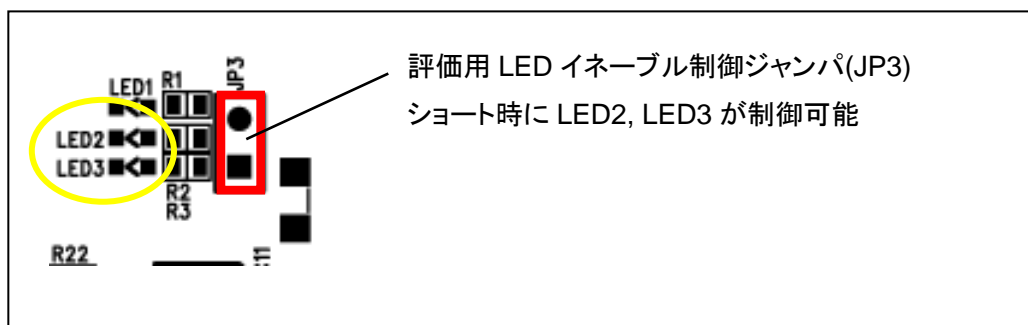 評価用 LED イネーブル制御ジャンパ(JP3)
ショート時に LED2, LED3 が制御可能
JP3
LED1 R1
LED2
LED3
R2
R3
R22